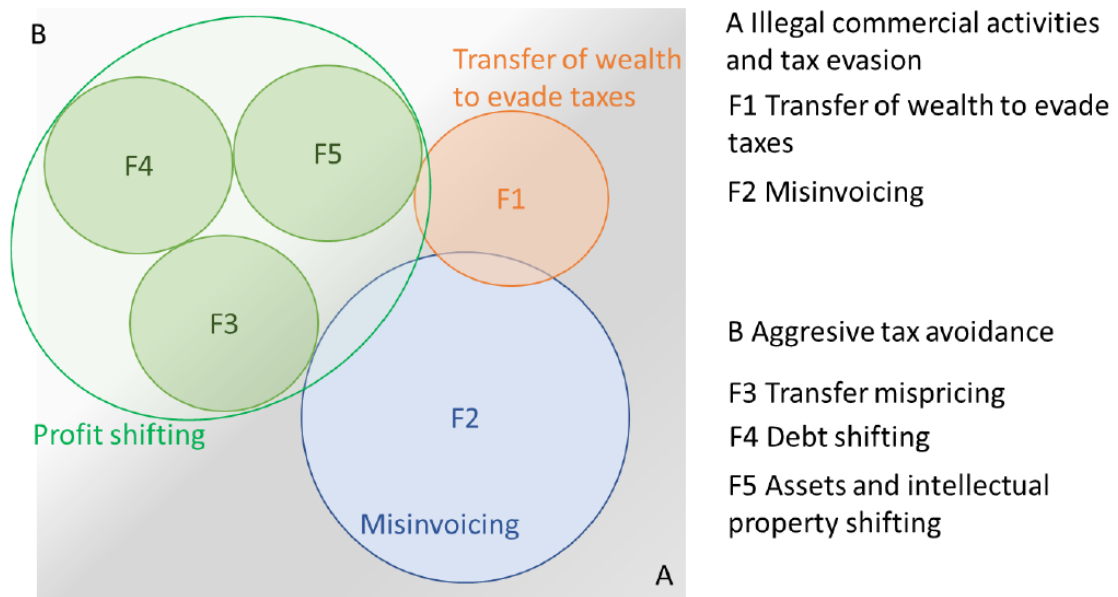 B
Transfer of wealth
to evade taxes
F4
F5
F1
F3
F2
Profit shifting
Misinvoicing
A
A Illegal commercial activities
and tax evasion
F1 Transfer of wealth to evade
taxes
F2 Misinvoicing
B Aggresive tax avoidance
F3 Transfer mispricing
F4 Debt shifting
F5 Assets and intellectual
property shifting